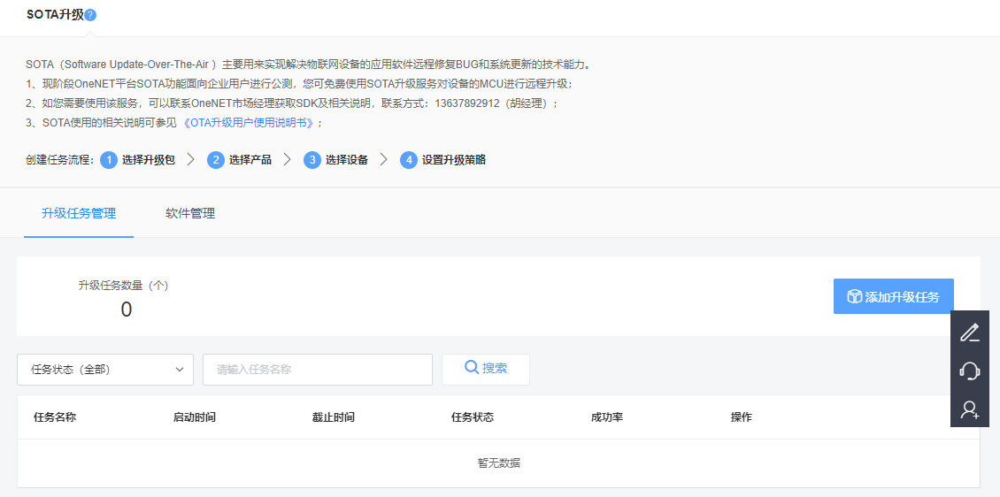 SOTA升级?
SOTA（Software Update-Over-The-Air ）主要用来实现解决物联网设备的应用软件远程修复BUG和系统更新的技术能力。
1、现阶段OneNET平台SOTA功能面向企业用户进行公测，您可免费使用SOTA升级服务对设备的MCU进行远程升级；
2、如您需要使用该服务，可以联系OneNET市场经理获取SDK及相关说明，联系方式：13637892912（胡经理）；
3、SOTA使用的相关说明可参见 《OTA升级用户使用说明书》；
创建任务流程： 1 选择升级包 2 选择产品 3 选择设备 4 设置升级策略
升级任务管理 软件管理
升级任务数量（个）
0
添加升级任务
任务状态（全部） 请输入任务名称 搜索
任务名称 启动时间 截止时间 任务状态 成功率 操作
暂无数据